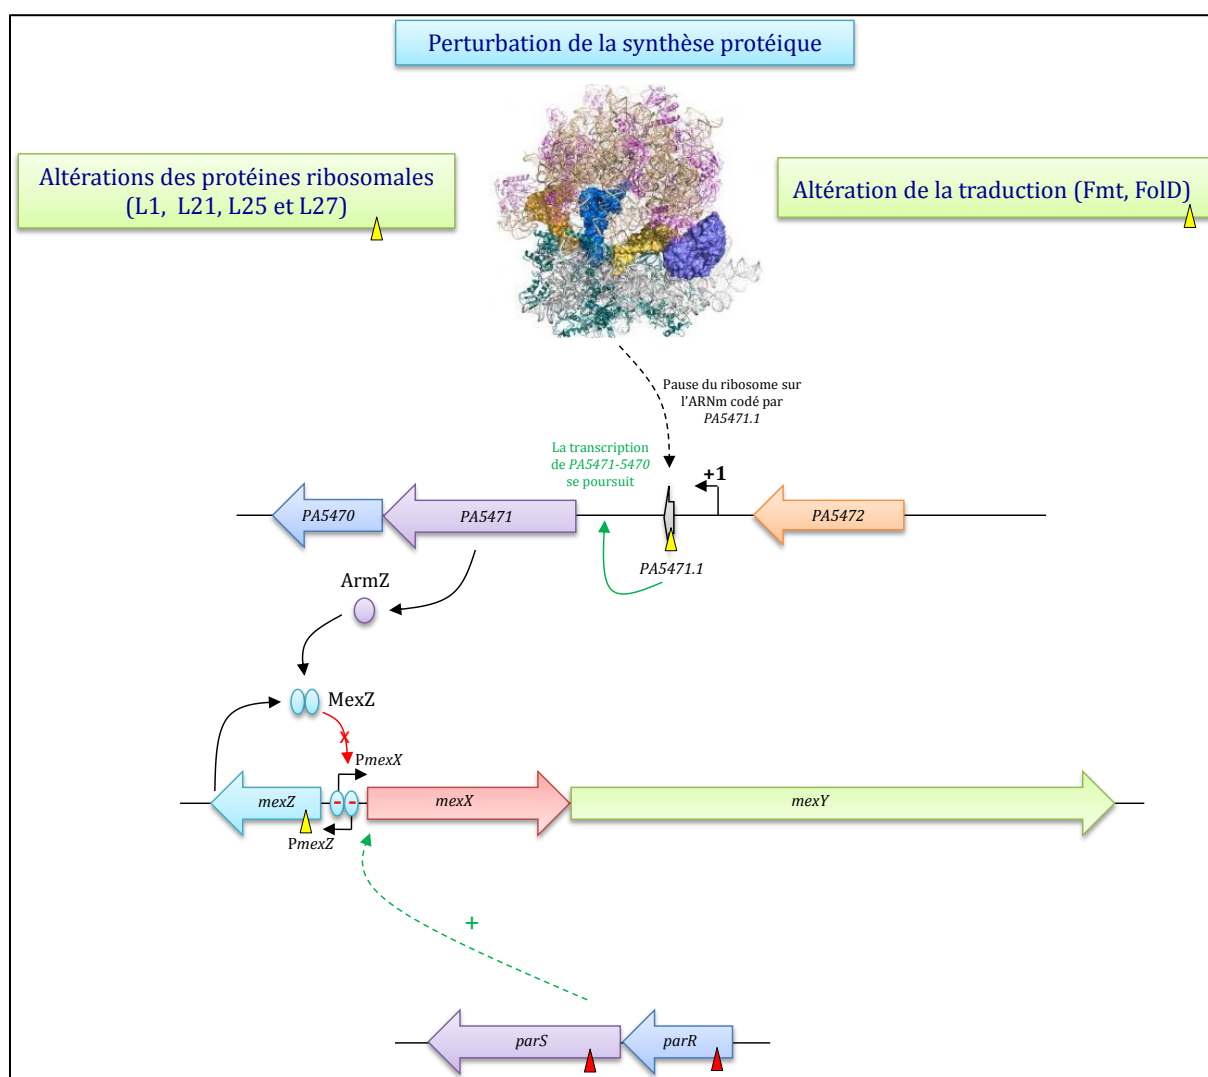 Perturbation de la synthèse protéique
Altérations des protéines ribosomales
(L1, L21, L25 et L27)
Altération de la traduction (Fmt, FolD)
Pause du ribosome sur
l'ARNm codé par
PA5471.1
La transcription
de PA5471-5470
se poursuit
+1
PA5470
PA5471
PA5472
PA5471.1
ArmZ
MexZ
X
PmexX
mexZ
- -
mexX
mexY
PmexZ
+
parS
parR